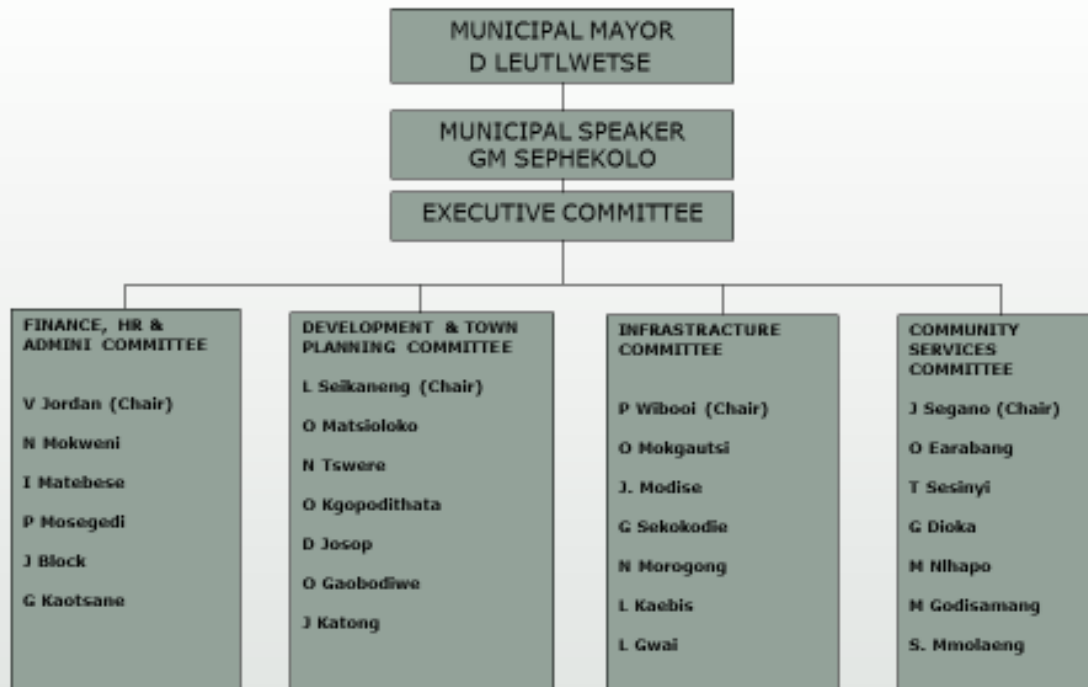 MUNICIPAL MAYOR
D LEUTLWETSE
MUNICIPAL SPEAKER
GM SEPHEKOLO
EXECUTIVE COMMITTEE
FINANCE, HR &
ADMINI COMMITTEE
V Jordan (Chair)
N Mokweni
I Matebese
P Mosegedi
J Block
G Kaotsane
DEVELOPMENT & TOWN
PLANNING COMMITTEE
L Seikaneng (Chair)
O Matsioloko
N Tswere
O Kgopodithata
D Josop
O Gaobodiwe
J Katong
INFRASTRACTURE
COMMITTEE
P Wibooi (Chair)
O Mokgautsi
J. Modise
G Sekokodie
N Morogong
L Kaebis
L Gwai
COMMUNITY
SERVICES
COMMITTEE
J Segano (Chair)
O Earabang
T Sesinyi
G Dioka
M Nlhapo
M Godisamang
S. Mmolaeng